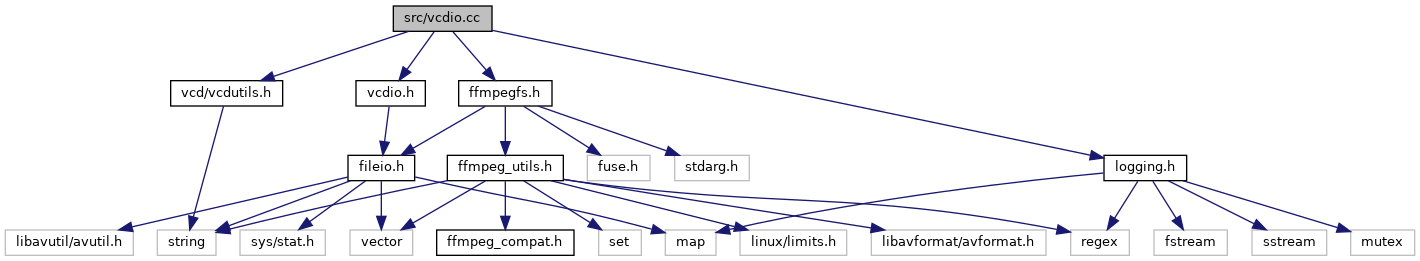 src/vcdio.cc
vcd/vcdutils.h
vcdio.h
ffmpegfs.h
fileio.h
ffmpeg_utils.h
fuse.h
stdarg.h
logging.h
libavutil/avutil.h
string
sys/stat.h
vector
ffmpeg_compat.h
set
map
linux/limits.h
libavformat/avformat.h
regex
fstream
sstream
mutex